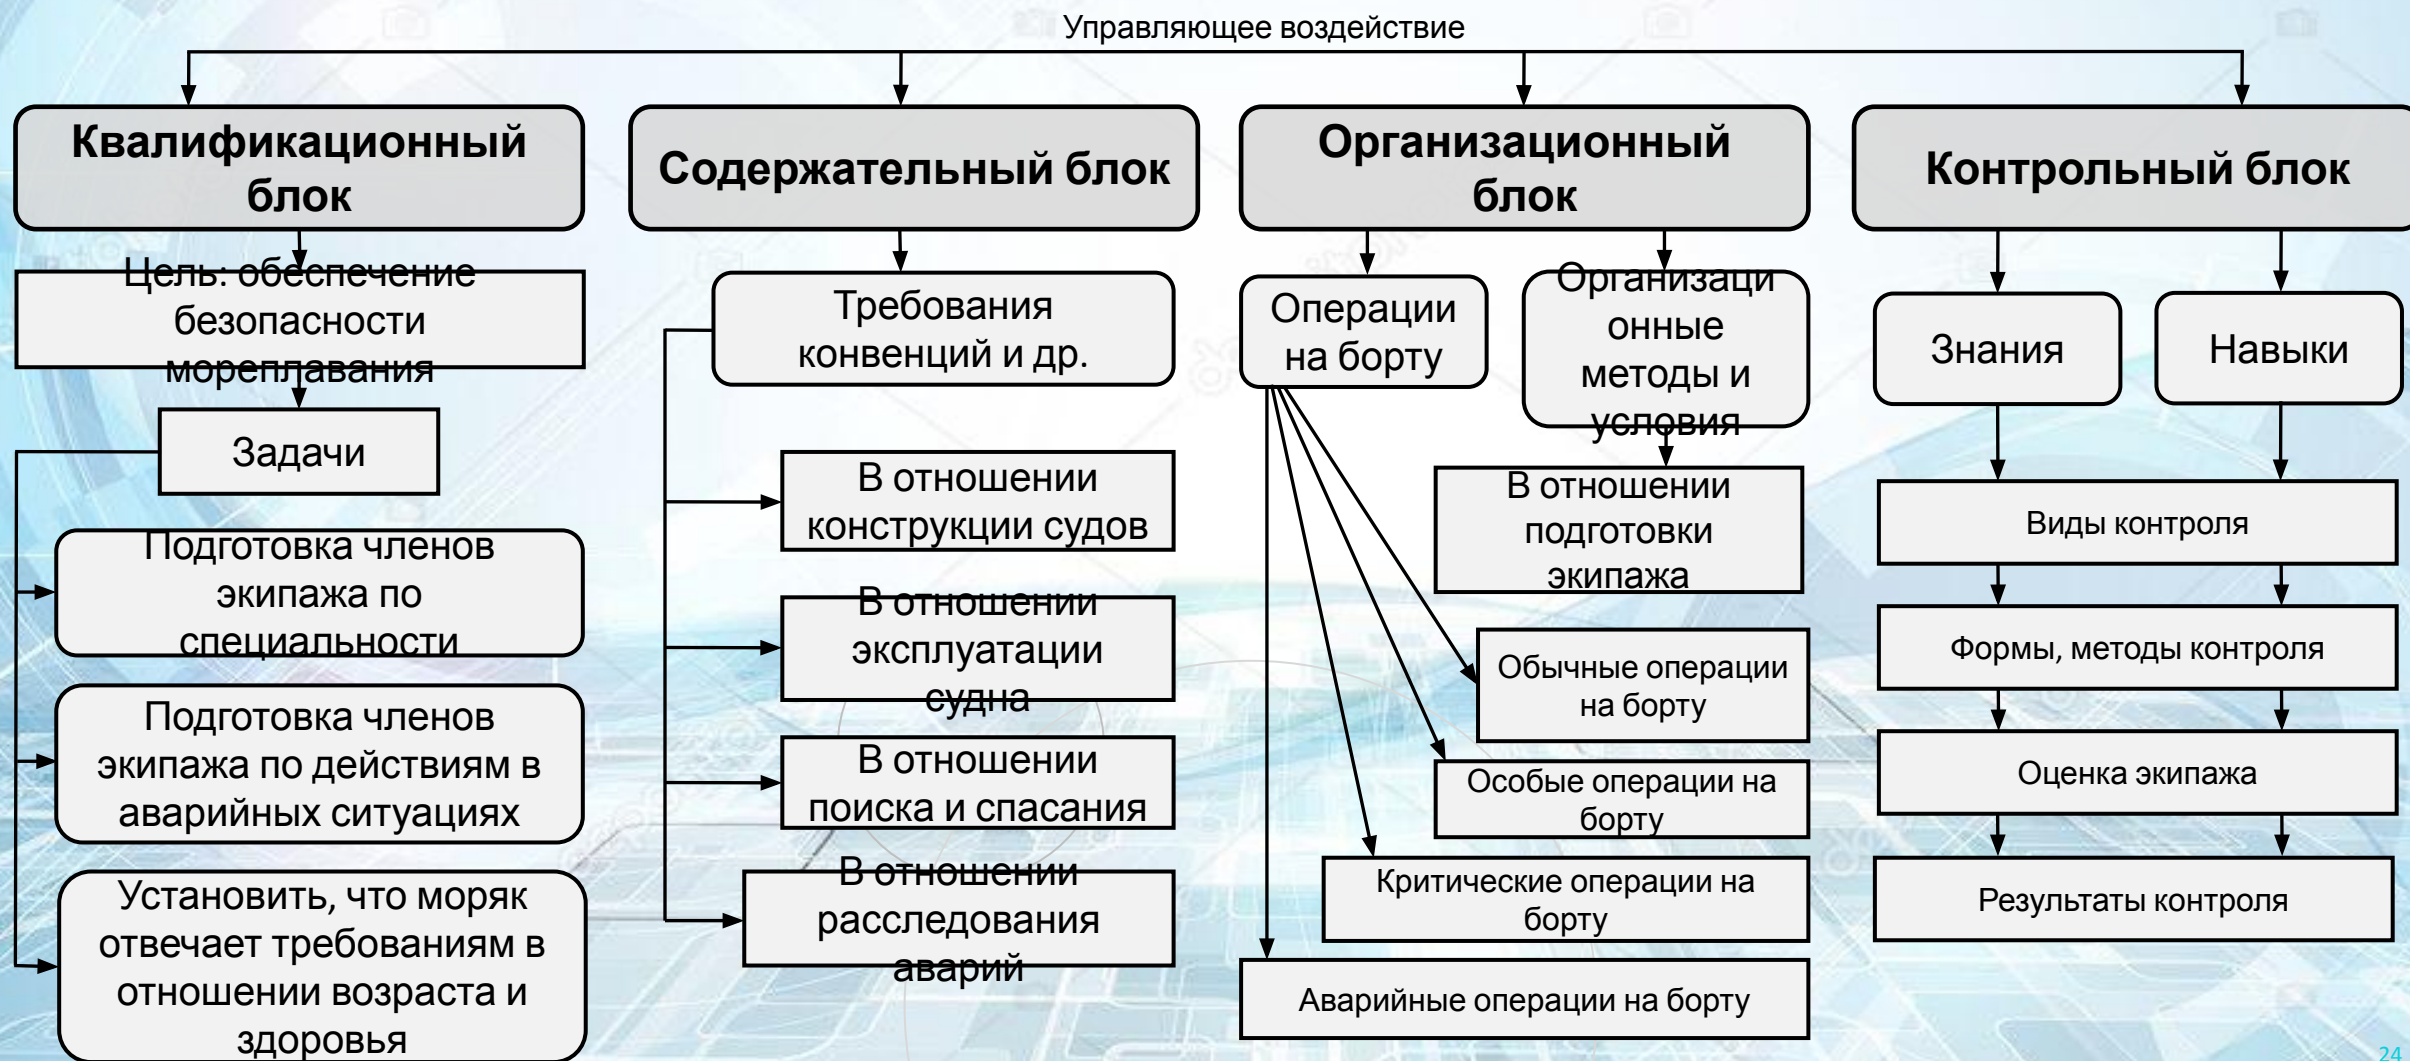 Управляющее воздействие
Квалификационный
блок
Цель: обеспечение
безопасности
мореплавания
Задачи
Подготовка членов
экипажа по
специальности
Подготовка членов
экипажа по действиям в
аварийных ситуациях
Установить, что моряк
отвечает требованиям в
отношении возраста и
здоровья
Содержательный блок
Требования
конвенций и др.
В отношении
конструкции судов
В отношении
эксплуатации
судна
В отношении
поиска и спасания
В отношении
расследования
аварий
Организационный
блок
Операции
на борту
Организаци
онные
методы и
условия
В отношении
подготовки
экипажа
Обычные операции
на борту
Особые операции на
борту
Критические операции на
борту
Аварийные операции на борту
Контрольный блок
Знания
Навыки
Виды контроля
Формы, методы контроля
Оценка экипажа
Результаты контроля
24